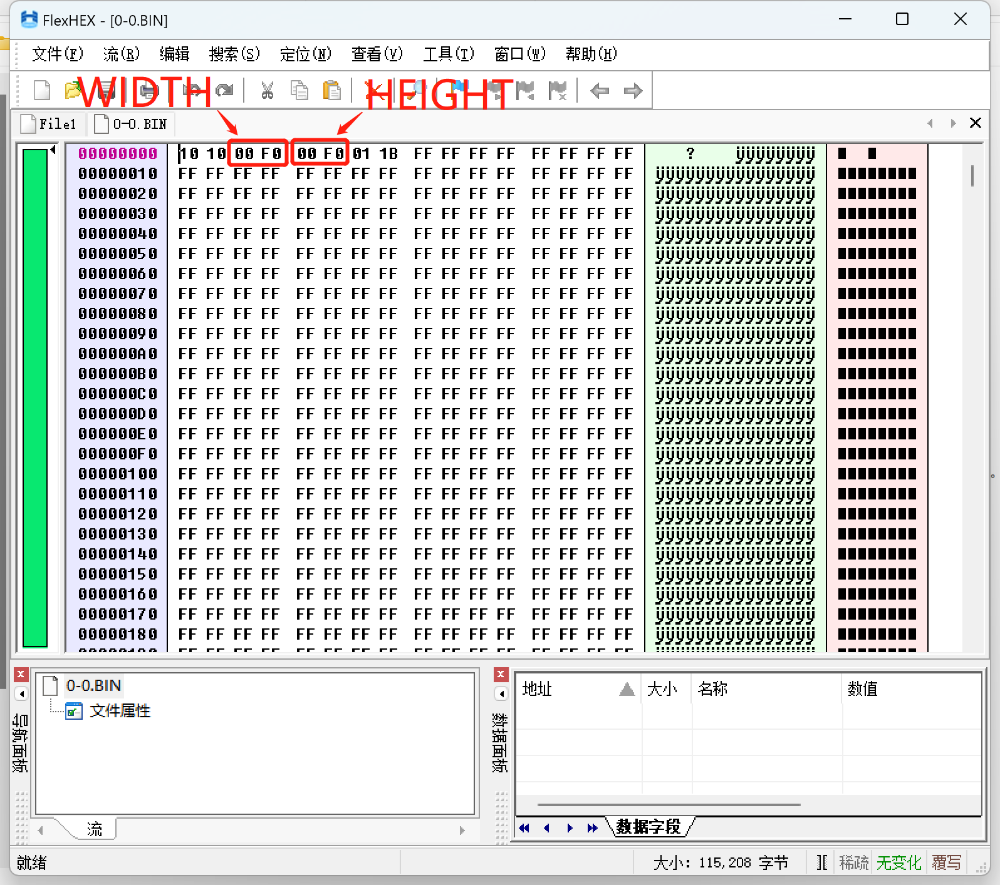 FlexHEX - [0-0.BIN]
文件(F) 流(R) 编辑 搜索(S) 定位(N) 查看(V) 工具(T) 窗口(W) 帮助(H)
WIDTH HEIGHT
File1 0-0.BIN
00000000 10 10 00 F0 00 F0 01 1B FF FF FF FF FF FF FF FF ? ÿÿÿÿÿÿÿÿ
00000010 FF FF FF FF FF FF FF FF FF FF FF FF FF FF FF FF ÿÿÿÿÿÿÿÿÿÿÿÿÿÿÿÿ
00000020 FF FF FF FF FF FF FF FF FF FF FF FF FF FF FF FF ÿÿÿÿÿÿÿÿÿÿÿÿÿÿÿÿ
00000030 FF FF FF FF FF FF FF FF FF FF FF FF FF FF FF FF ÿÿÿÿÿÿÿÿÿÿÿÿÿÿÿÿ
00000040 FF FF FF FF FF FF FF FF FF FF FF FF FF FF FF FF ÿÿÿÿÿÿÿÿÿÿÿÿÿÿÿÿ
00000050 FF FF FF FF FF FF FF FF FF FF FF FF FF FF FF FF ÿÿÿÿÿÿÿÿÿÿÿÿÿÿÿÿ
00000060 FF FF FF FF FF FF FF FF FF FF FF FF FF FF FF FF ÿÿÿÿÿÿÿÿÿÿÿÿÿÿÿÿ
00000070 FF FF FF FF FF FF FF FF FF FF FF FF FF FF FF FF ÿÿÿÿÿÿÿÿÿÿÿÿÿÿÿÿ
00000080 FF FF FF FF FF FF FF FF FF FF FF FF FF FF FF FF ÿÿÿÿÿÿÿÿÿÿÿÿÿÿÿÿ
00000090 FF FF FF FF FF FF FF FF FF FF FF FF FF FF FF FF ÿÿÿÿÿÿÿÿÿÿÿÿÿÿÿÿ
000000A0 FF FF FF FF FF FF FF FF FF FF FF FF FF FF FF FF ÿÿÿÿÿÿÿÿÿÿÿÿÿÿÿÿ
000000B0 FF FF FF FF FF FF FF FF FF FF FF FF FF FF FF FF ÿÿÿÿÿÿÿÿÿÿÿÿÿÿÿÿ
000000C0 FF FF FF FF FF FF FF FF FF FF FF FF FF FF FF FF ÿÿÿÿÿÿÿÿÿÿÿÿÿÿÿÿ
000000D0 FF FF FF FF FF FF FF FF FF FF FF FF FF FF FF FF ÿÿÿÿÿÿÿÿÿÿÿÿÿÿÿÿ
000000E0 FF FF FF FF FF FF FF FF FF FF FF FF FF FF FF FF ÿÿÿÿÿÿÿÿÿÿÿÿÿÿÿÿ
000000F0 FF FF FF FF FF FF FF FF FF FF FF FF FF FF FF FF ÿÿÿÿÿÿÿÿÿÿÿÿÿÿÿÿ
00000100 FF FF FF FF FF FF FF FF FF FF FF FF FF FF FF FF ÿÿÿÿÿÿÿÿÿÿÿÿÿÿÿÿ
00000110 FF FF FF FF FF FF FF FF FF FF FF FF FF FF FF FF ÿÿÿÿÿÿÿÿÿÿÿÿÿÿÿÿ
00000120 FF FF FF FF FF FF FF FF FF FF FF FF FF FF FF FF ÿÿÿÿÿÿÿÿÿÿÿÿÿÿÿÿ
00000130 FF FF FF FF FF FF FF FF FF FF FF FF FF FF FF FF ÿÿÿÿÿÿÿÿÿÿÿÿÿÿÿÿ
00000140 FF FF FF FF FF FF FF FF FF FF FF FF FF FF FF FF ÿÿÿÿÿÿÿÿÿÿÿÿÿÿÿÿ
00000150 FF FF FF FF FF FF FF FF FF FF FF FF FF FF FF FF ÿÿÿÿÿÿÿÿÿÿÿÿÿÿÿÿ
00000160 FF FF FF FF FF FF FF FF FF FF FF FF FF FF FF FF ÿÿÿÿÿÿÿÿÿÿÿÿÿÿÿÿ
00000170 FF FF FF FF FF FF FF FF FF FF FF FF FF FF FF FF ÿÿÿÿÿÿÿÿÿÿÿÿÿÿÿÿ
00000180 FF FF FF FF FF FF FF FF FF FF FF FF FF FF FF FF ÿÿÿÿÿÿÿÿÿÿÿÿÿÿÿÿ
0-0.BIN
文件属性
导航面板
流
数据面板
地址 大小 名称 数值
数据字段
就绪 大小: 115,208 字节 ][ 稀疏 无变化 覆写